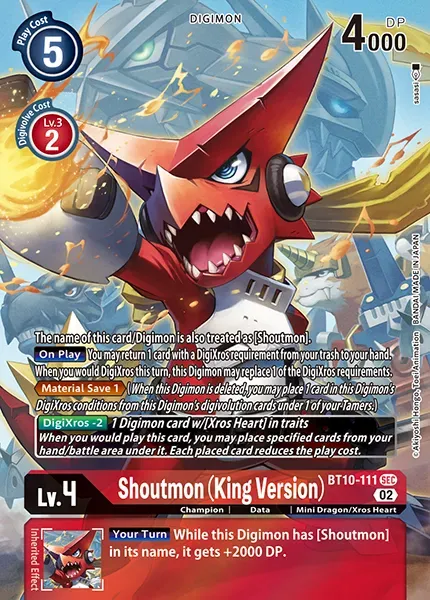 Play Cost
5
DIGIMON
DP
4000
Digivolve Cost
Lv.3
2
sasasi
©Akiyoshi Hongo, Toei Animation BANDAI MADE IN JAPAN
The name of this card/Digimon is also treated as [Shoutmon].
On Play You may return 1 card with a DigiXros requirement from your trash to your hand.
When you would DigiXros this turn, this Digimon may replace 1 of the DigiXros requirements.
Material Save 1 (When this Digimon is deleted, you may place 1 card in this Digimon's
DigiXros conditions from this Digimon's digivolution cards under 1 of your Tamers.)
DigiXros -2 1 Digimon card w/[Xros Heart] in traits
When you would play this card, you may place specified cards from your
hand/battle area under it. Each placed card reduces the play cost.
Lv.4
Shoutmon (King Version)
BT10-111 SEC
02
Champion Data Mini Dragon/Xros Heart
Inherited Effect
Your Turn While this Digimon has [Shoutmon]
in its name, it gets +2000 DP.